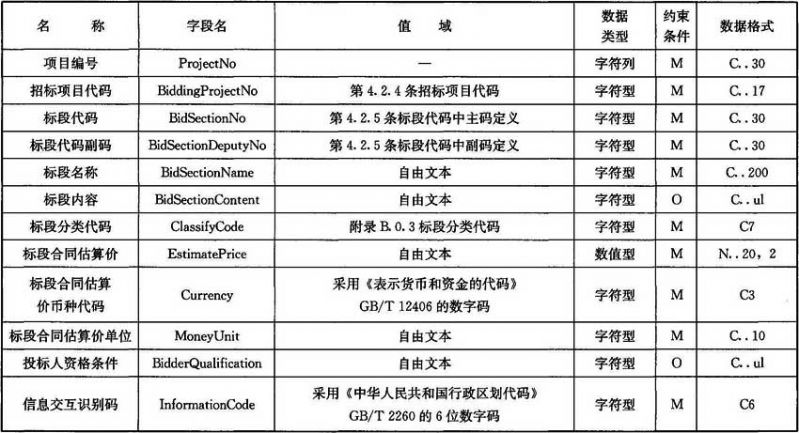 名 称 字段名 值 域 数据类型 约束条件 数据格式
项目编号 ProjectNo — 字符列 M C..30
招标项目代码 BiddingProjectNo 第4.2.4条招标项目代码 字符型 M C..17
标段代码 BidSectionNo 第4.2.5条标段代码中主码定义 字符型 M C..30
标段代码副码 BidSectionDeputyNo 第4.2.5条标段代码中副码定义 字符型 M C..30
标段名称 BidSectionName 自由文本 字符型 M C..200
标段内容 BidSectionContent 自由文本 字符型 O C..ul
标段分类代码 ClassifyCode 附录B.0.3标段分类代码 字符型 M C7
标段合同估算价 EstimatePrice 自由文本 数值型 M N..20，2
标段合同估算价币种代码 Currency 采用《表示货币和资金的代码》GB/T 12406的数字码 字符型 M C3
标段合同估算价单位 MoneyUnit 自由文本 字符型 M C..10
投标人资格条件 BidderQualification 自由文本 字符型 O C..ul
信息交互识别码 InformationCode 采用《中华人民共和国行政区划代码》GB/T 2260的6位数字码 字符型 M C6